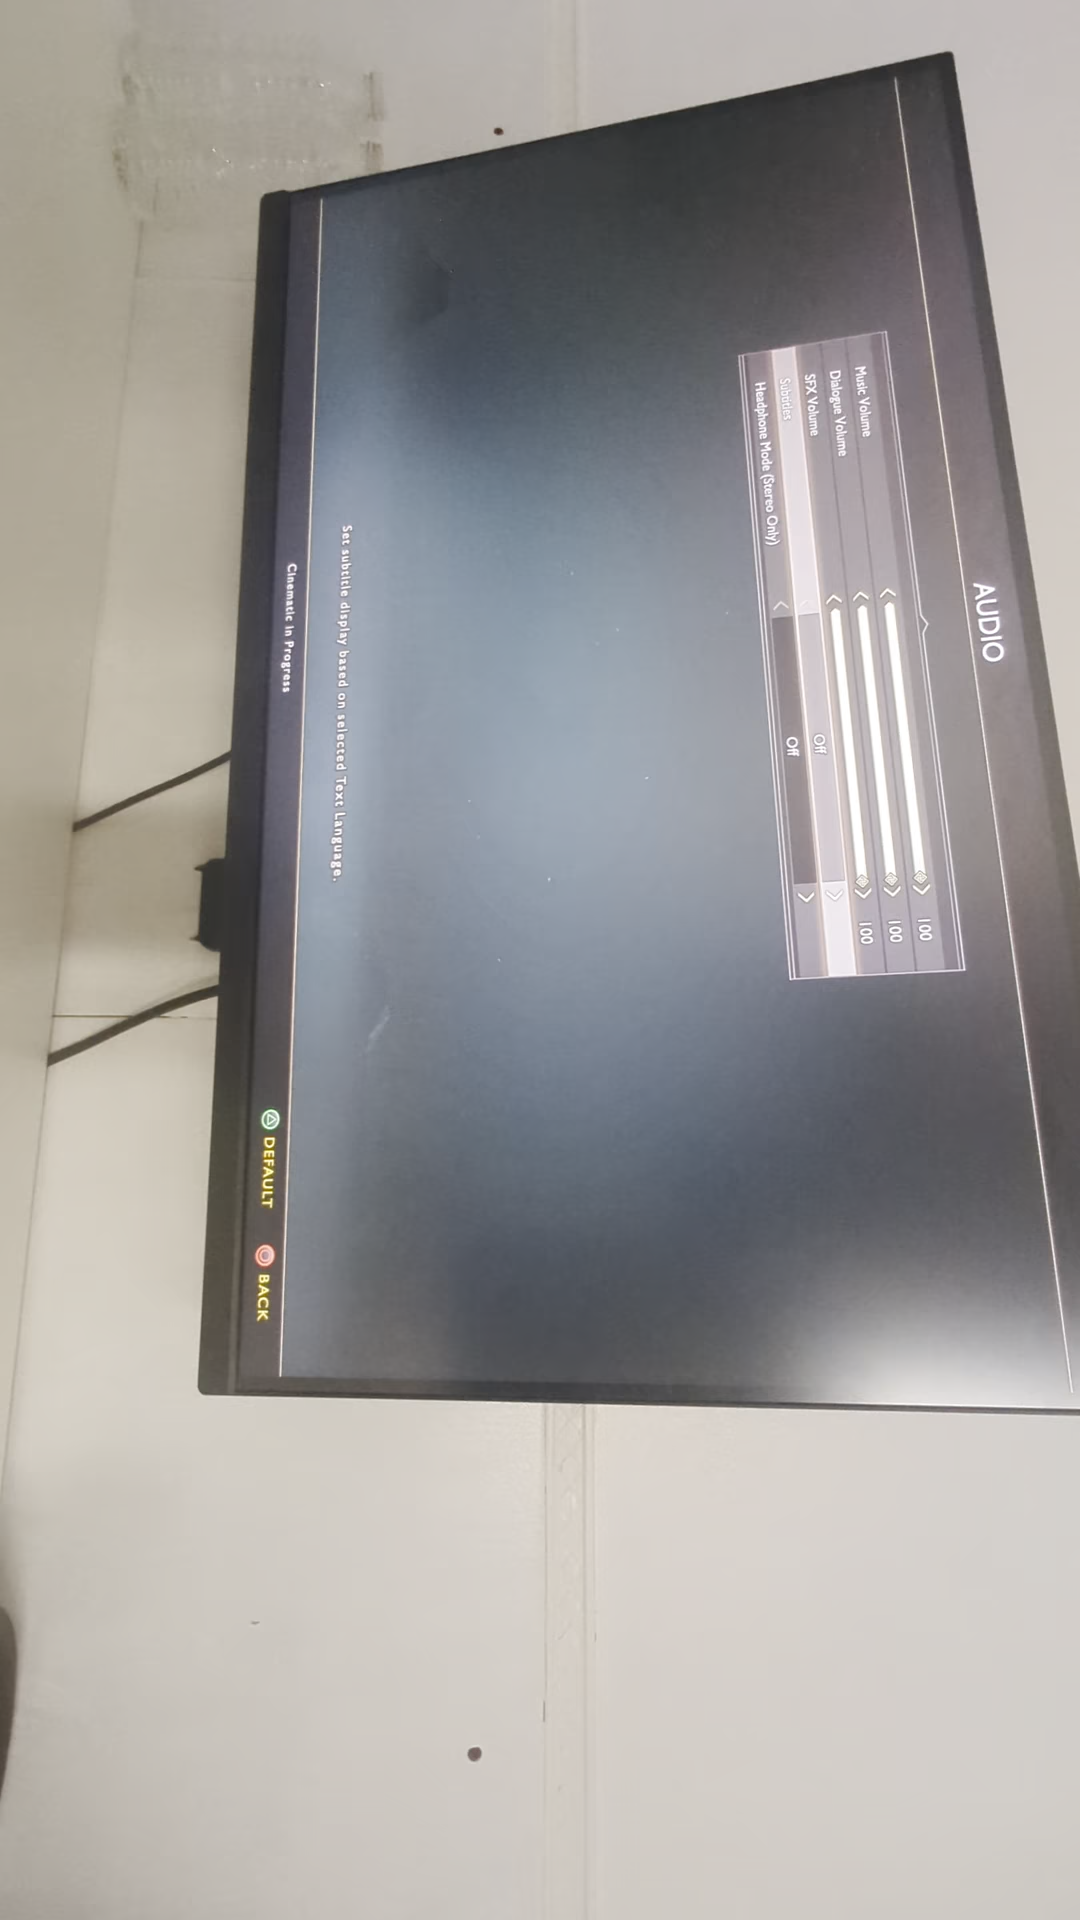 AUDIO
Music Volume 100
Dialogue Volume 100
SFX Volume 100
Subtitles Off
Headphone Mode (Stereo Only) Off
Set subtitle display based on selected Text Language.
Cinematic in Progress
DEFAULT BACK